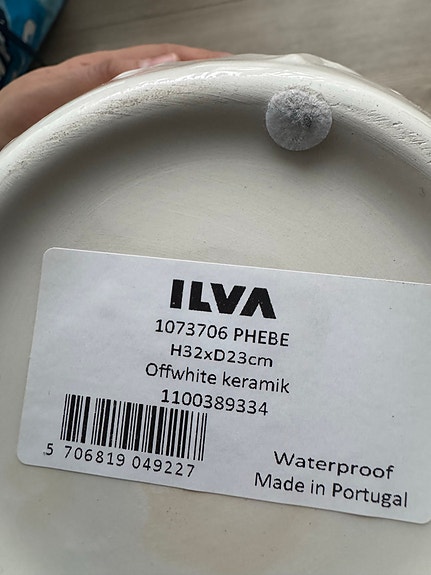 ILVA
1073706 PHEBE
H32xD23cm
Offwhite keramik
1100389334
5 706819 049227
Waterproof
Made in Portugal